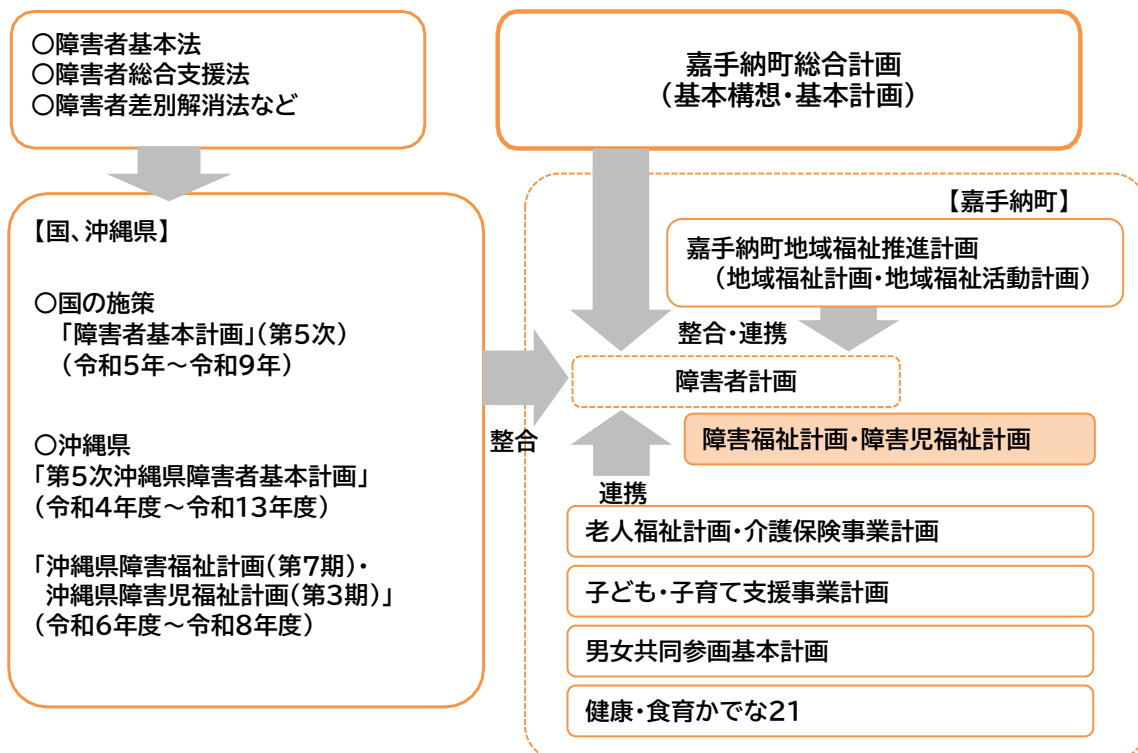 ○障害者基本法
○障害者総合支援法
○障害者差別解消法など
嘉手納町総合計画
（基本構想・基本計画）
【国、沖縄県】
○国の施策
「障害者基本計画」（第5次）
（令和5年～令和9年）
○沖縄県
「第5次沖縄県障害者基本計画」
（令和4年度～令和13年度）
「沖縄県障害福祉計画（第7期）・
沖縄県障害児福祉計画（第3期）」
（令和6年度～令和8年度）
整合
【嘉手納町】
嘉手納町地域福祉推進計画
（地域福祉計画・地域福祉活動計画）
整合・連携
障害者計画
障害福祉計画・障害児福祉計画
連携
老人福祉計画・介護保険事業計画
子ども・子育て支援事業計画
男女共同参画基本計画
健康・食育かでな21